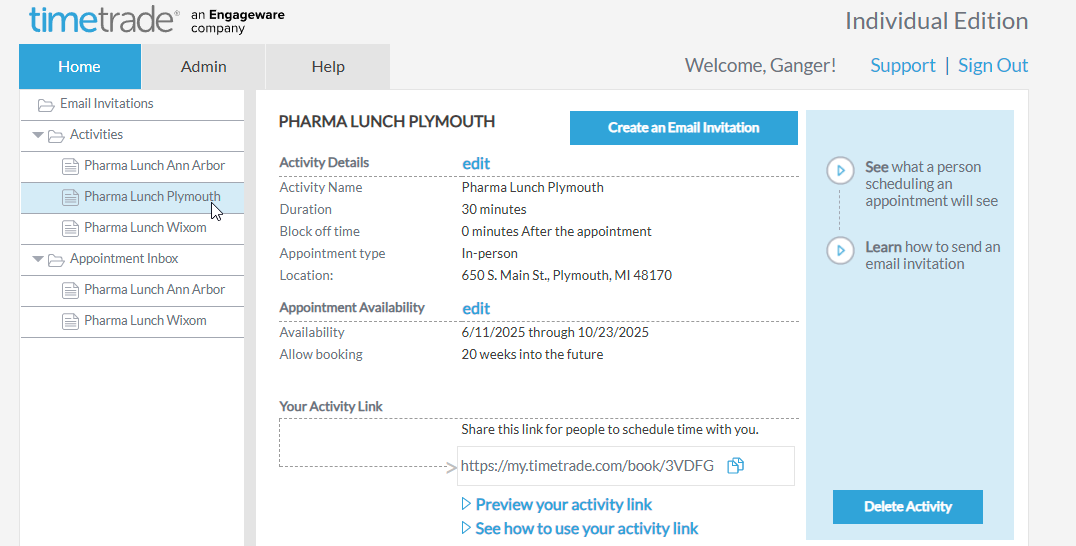 timetrade® an Engageware company
Individual Edition
Home
Admin
Help
Welcome, Ganger!
Support | Sign Out
Email Invitations
Activities
Pharma Lunch Ann Arbor
Pharma Lunch Plymouth
Pharma Lunch Wixom
Appointment Inbox
Pharma Lunch Ann Arbor
Pharma Lunch Wixom
PHARMA LUNCH PLYMOUTH
Create an Email Invitation
Activity Details edit
Activity Name Pharma Lunch Plymouth
Duration 30 minutes
Block off time 0 minutes After the appointment
Appointment type In-person
Location: 650 S. Main St., Plymouth, MI 48170
Appointment Availability edit
Availability 6/11/2025 through 10/23/2025
Allow booking 20 weeks into the future
Your Activity Link
Share this link for people to schedule time with you.
https://my.timetrade.com/book/3VDFG
Preview your activity link
See how to use your activity link
See what a person
scheduling an
appointment will see
Learn how to send an
email invitation
Delete Activity